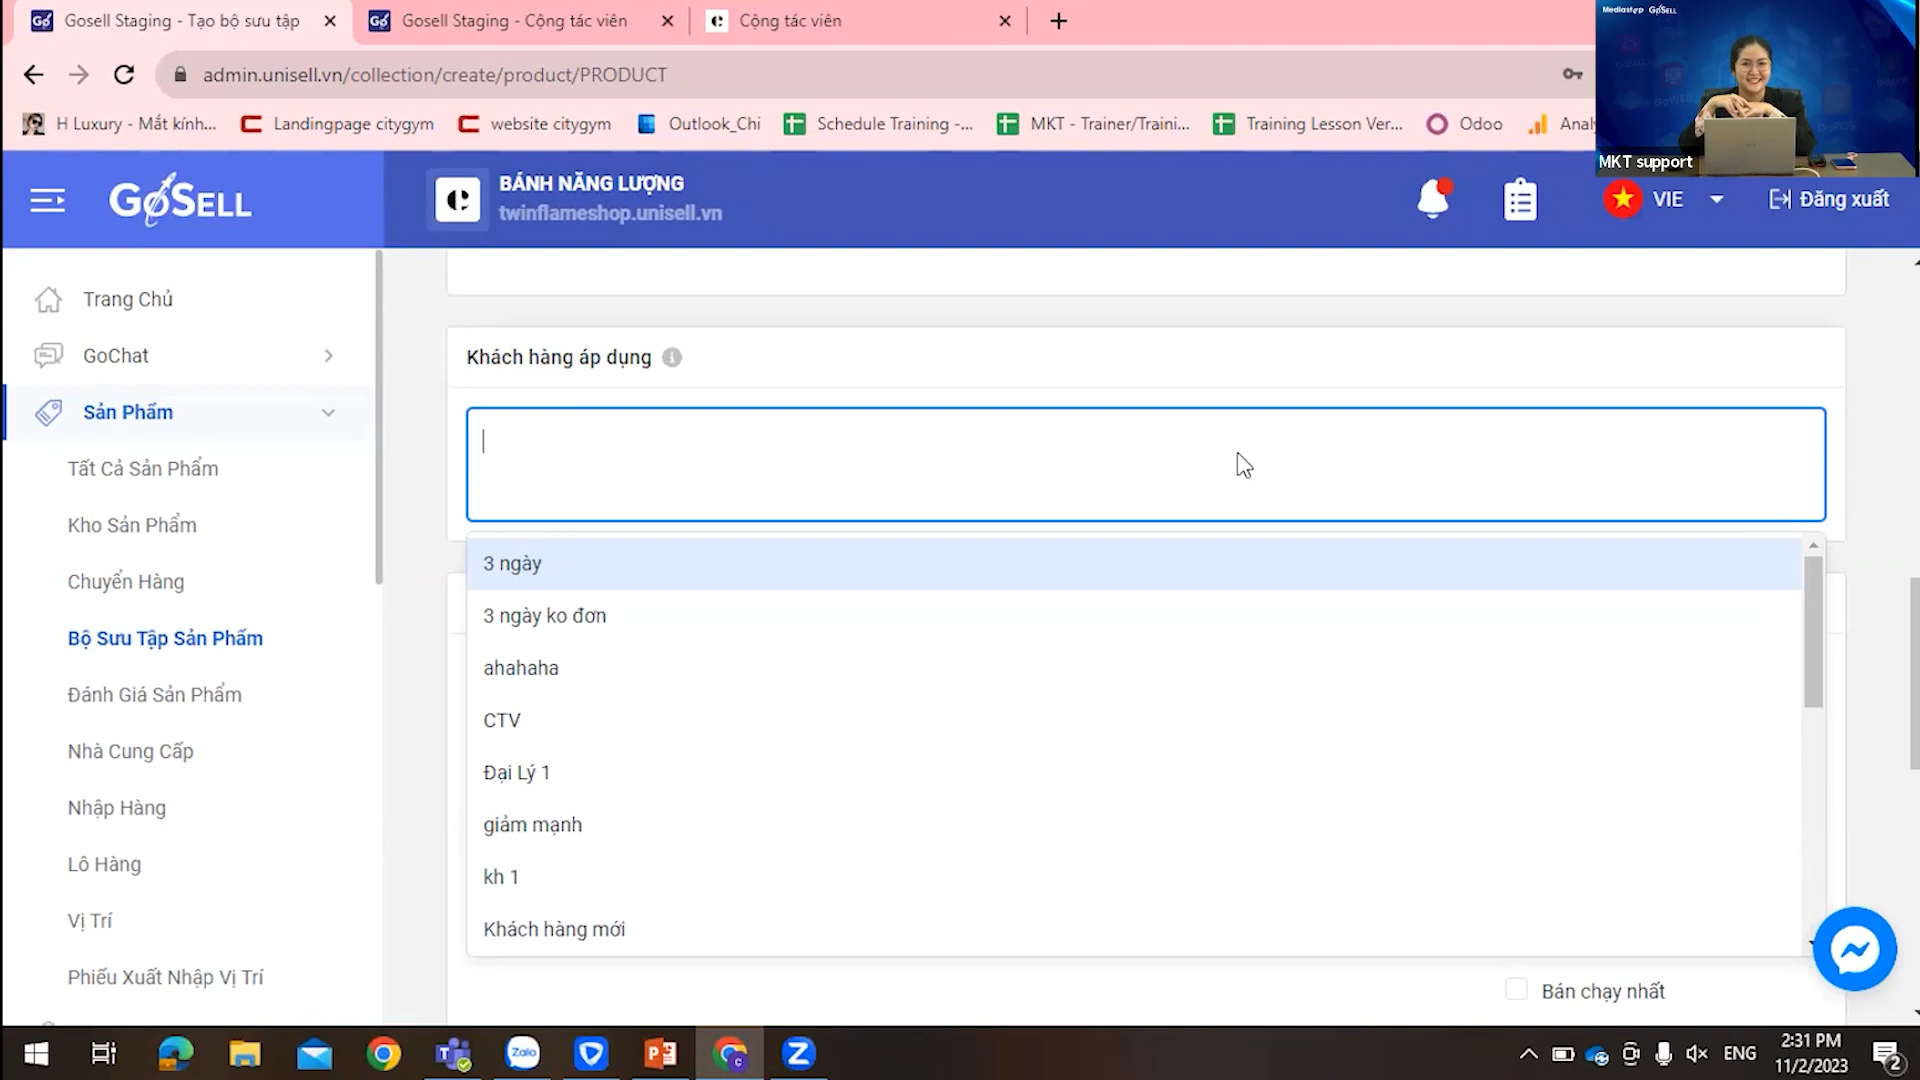 Gosell Staging - Tạo bộ sưu tập
Gosell Staging - Cộng tác viên
Cộng tác viên
admin.unisell.vn/collection/create/product/PRODUCT
H Luxury - Mắt kính...
Landingpage citygym
website citygym
Outlook_Chi
Schedule Training -...
MKT - Trainer/Traini...
Training Lesson Ver...
Odoo
Mediastep GoSELL
MKT support
GoSELL
BÁNH NĂNG LƯỢNG
twinflameshop.unisell.vn
VIE
Đăng xuất
Trang Chủ
GoChat
Sản Phẩm
Tất Cả Sản Phẩm
Kho Sản Phẩm
Chuyển Hàng
Bộ Sưu Tập Sản Phẩm
Đánh Giá Sản Phẩm
Nhà Cung Cấp
Nhập Hàng
Lô Hàng
Vị Trí
Phiếu Xuất Nhập Vị Trí
Khách hàng áp dụng
3 ngày
3 ngày ko đơn
ahahaha
CTV
Đại Lý 1
giảm mạnh
kh 1
Khách hàng mới
Bán chạy nhất
Zalo
ENG
2:31 PM
11/2/2023
2